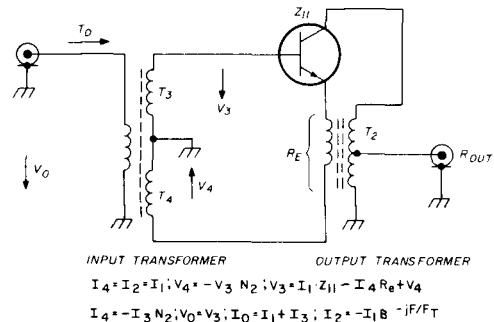 Z11
T0
T3
V3
T2
RE
ROUT
V0
V4
T4
INPUT TRANSFORMER OUTPUT TRANSFORMER
I4 = I2 = I1; V4 = -V3 N2; V3 = I1·Z11 - I4 Re + V4
I4 = -I3 N2; V0 = V3; I0 = I1 + I3; I2 = -I1 B -jF/FT